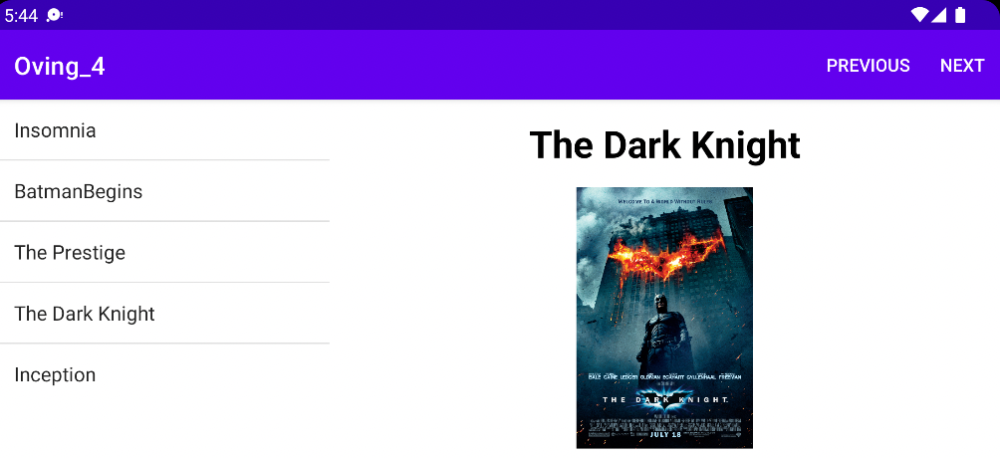 5:44
Oving_4
PREVIOUS
NEXT
Insomnia
BatmanBegins
The Prestige
The Dark Knight
Inception
The Dark Knight
WELCOME TO A WORLD WITHOUT RULES
BALE CAINE LEDGER OLDMAN ECKHART GYLLENHAAL FREEMAN
THE DARK KNIGHT
JULY 18